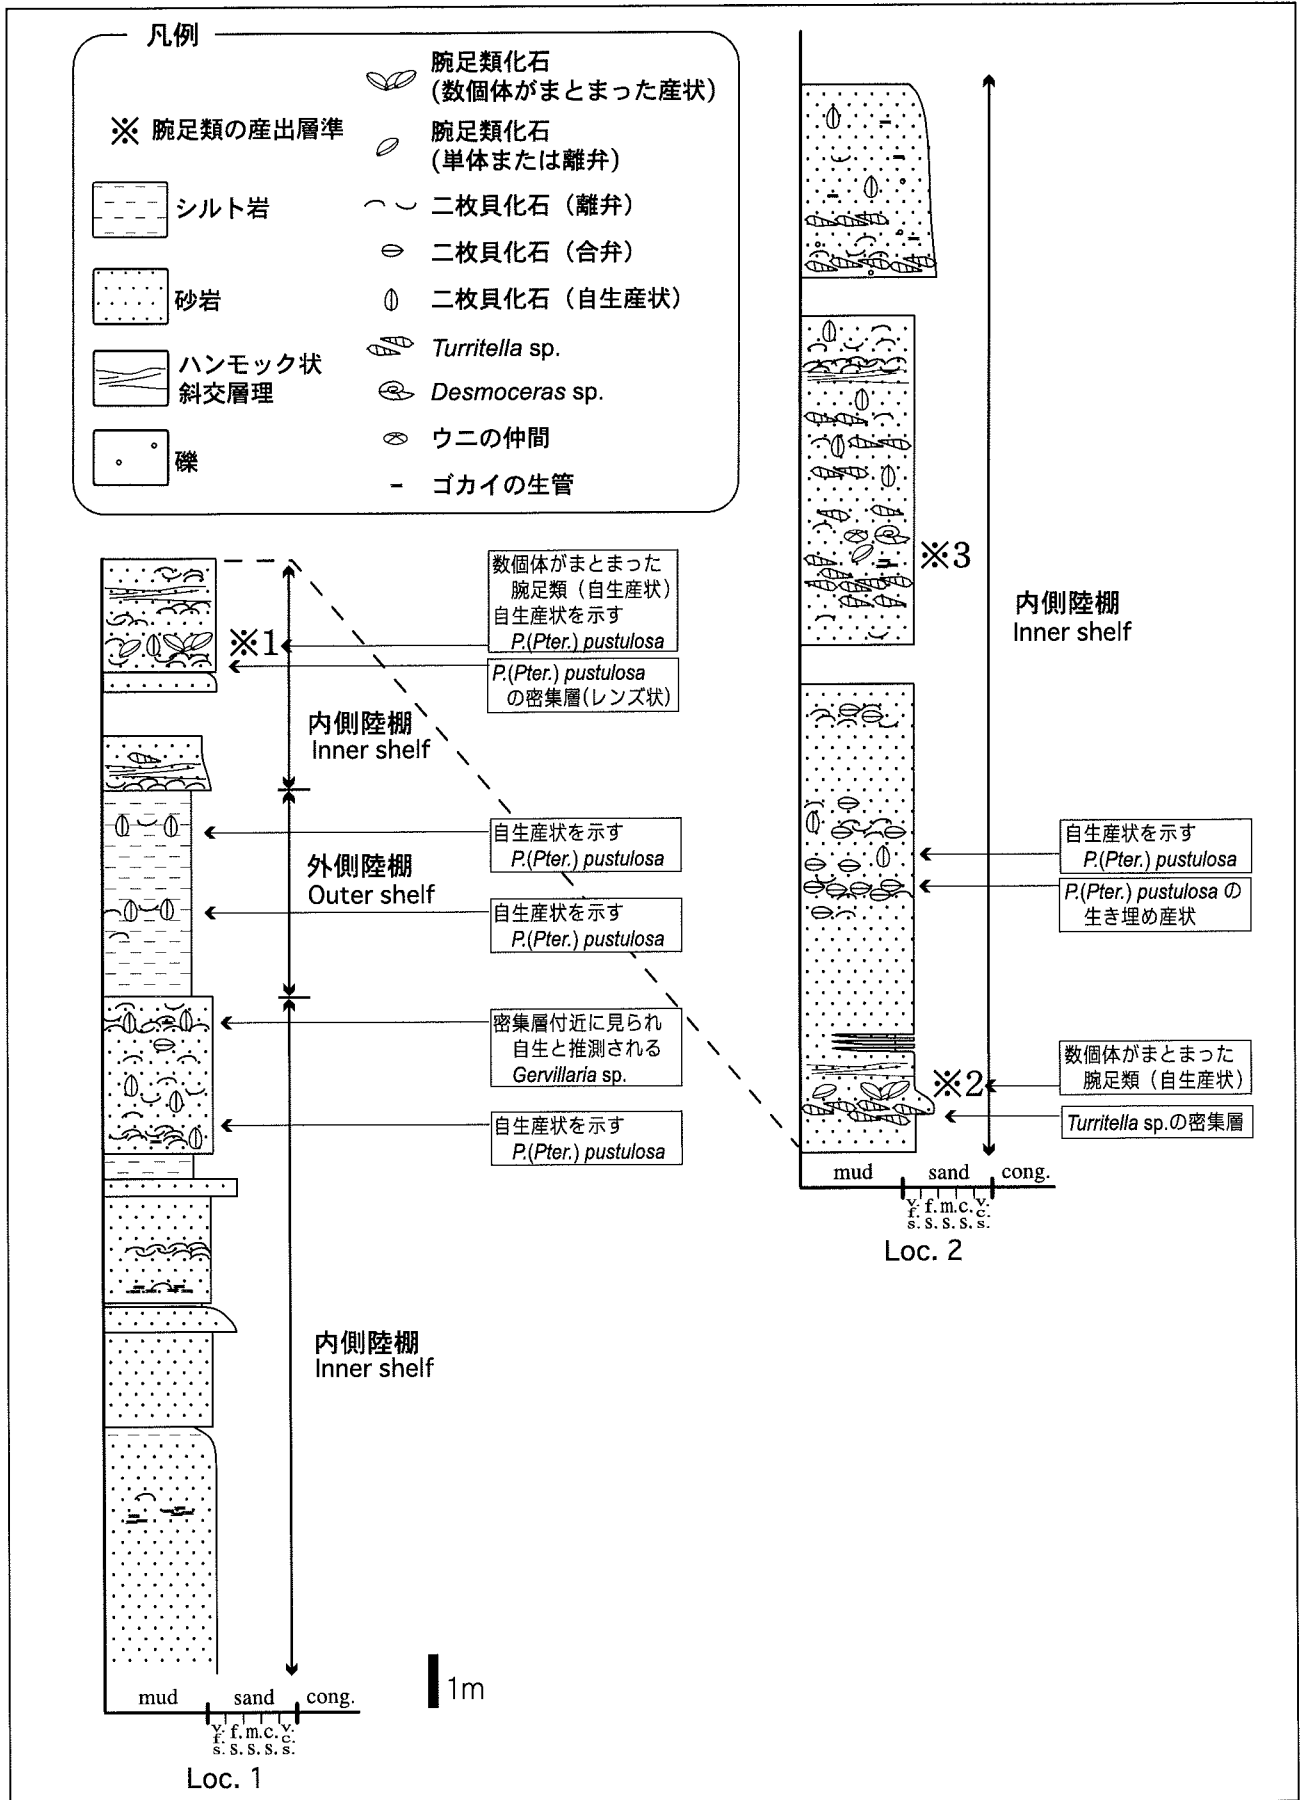 凡例
※ 腕足類の産出層準
シルト岩
砂岩
ハンモック状
斜交層理
礫
腕足類化石
(数個体がまとまった産状)
腕足類化石
(単体または離弁)
二枚貝化石（離弁）
二枚貝化石（合弁）
二枚貝化石（自生産状）
Turritella sp.
Desmoceras sp.
ウニの仲間
ゴカイの生管
※1
数個体がまとまった
腕足類（自生産状）
自生産状を示す
P.(Pter.) pustulosa
P.(Pter.) pustulosa
の密集層(レンズ状)
内側陸棚
Inner shelf
自生産状を示す
P.(Pter.) pustulosa
外側陸棚
Outer shelf
自生産状を示す
P.(Pter.) pustulosa
密集層付近に見られ
自生と推測される
Gervillaria sp.
自生産状を示す
P.(Pter.) pustulosa
内側陸棚
Inner shelf
1m
mud sand cong.
v. f. m. c. v.
f. s. s. s. c.
s. s.
Loc. 1
※3
内側陸棚
Inner shelf
自生産状を示す
P.(Pter.) pustulosa
P.(Pter.) pustulosa の
生き埋め産状
※2
数個体がまとまった
腕足類（自生産状）
Turritella sp.の密集層
mud sand cong.
v. f. m. c. v.
f. s. s. s. c.
s. s.
Loc. 2